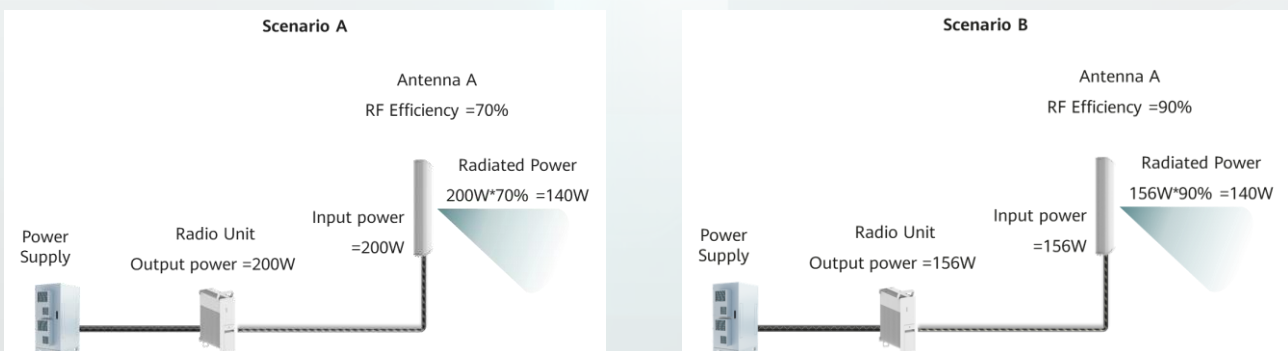 Scenario A
Antenna A
RF Efficiency =70%
Radiated Power
200W*70% =140W
Input power
=200W
Radio Unit
Output power =200W
Power
Supply
Scenario B
Antenna A
RF Efficiency =90%
Radiated Power
156W*90% =140W
Input power
=156W
Radio Unit
Output power =156W
Power
Supply